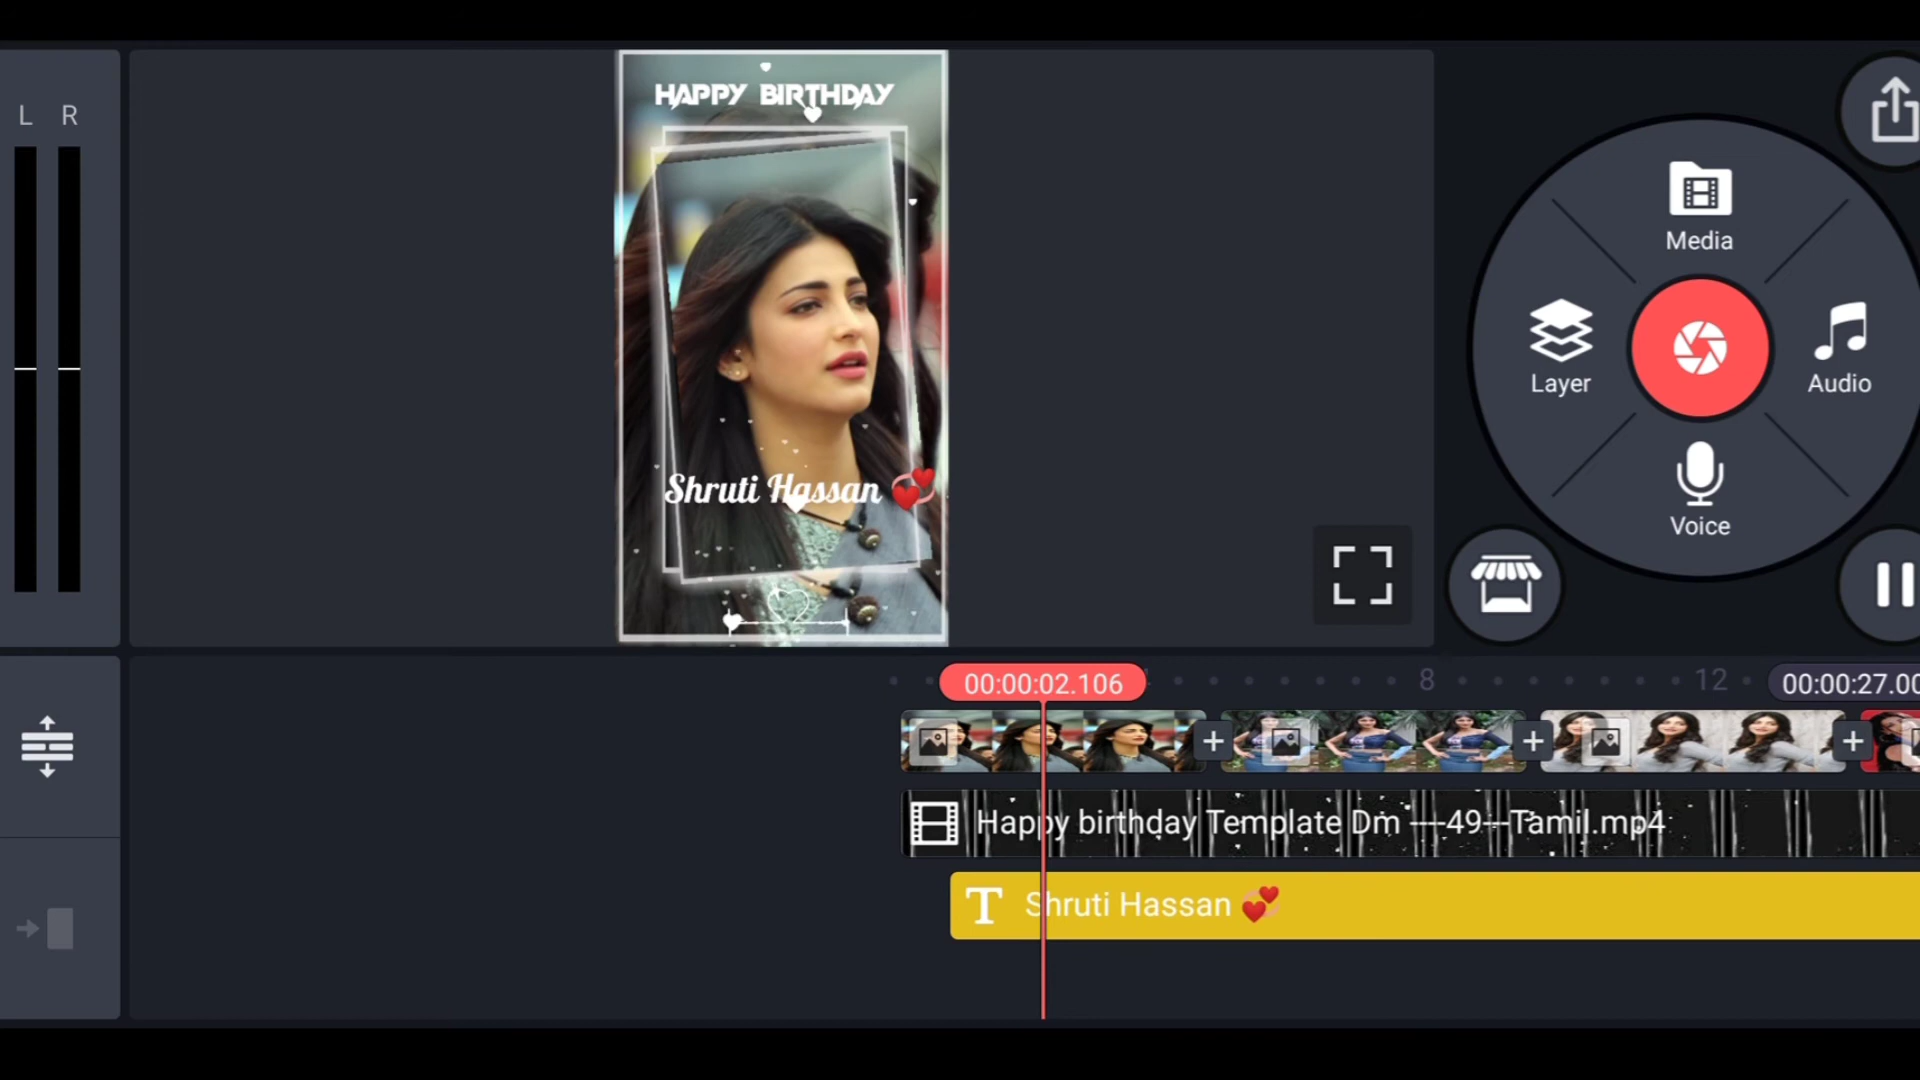 L R
HAPPY BIRTHDAY
Shruti Hassan 💕
Media
Layer
Audio
Voice
00:00:02.106
8
12
00:00:27.00
Happy birthday Template Dm ----49---Tamil.mp4
T Shruti Hassan 💕